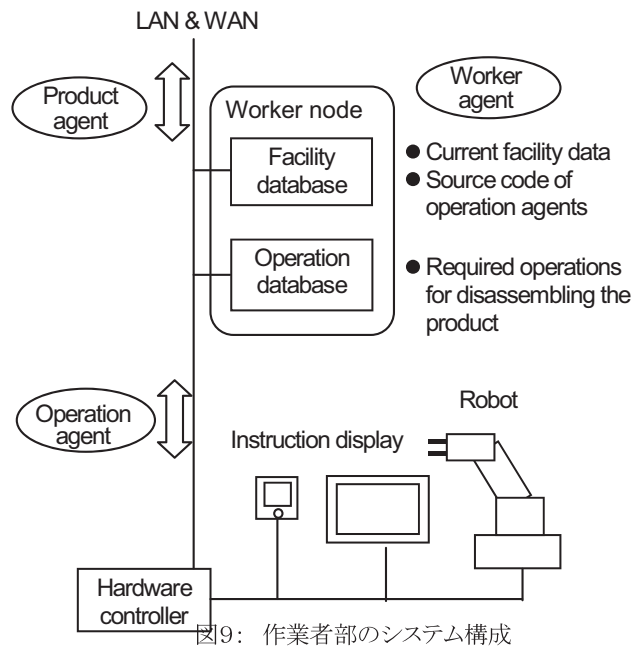 LAN & WAN
Product
agent
Worker node
Worker
agent
Facility
database
● Current facility data
● Source code of
operation agents
Operation
database
● Required operations
for disassembling the
product
Operation
agent
Instruction display
Robot
Hardware
controller
図9： 作業者部のシステム構成